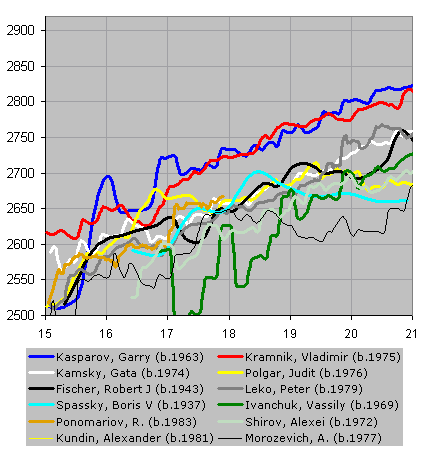 2900
2850
2800
2750
2700
2650
2600
2550
2500
15 16 17 18 19 20 21
Kasparov, Garry (b.1963) Kramnik, Vladimir (b.1975)
Kamsky, Gata (b.1974) Polgar, Judit (b.1976)
Fischer, Robert J (b.1943) Leko, Peter (b.1979)
Spassky, Boris V (b.1937) Ivanchuk, Vassily (b.1969)
Ponomariov, R. (b.1983) Shirov, Alexei (b.1972)
Kundin, Alexander (b.1981) Morozevich, A. (b.1977)